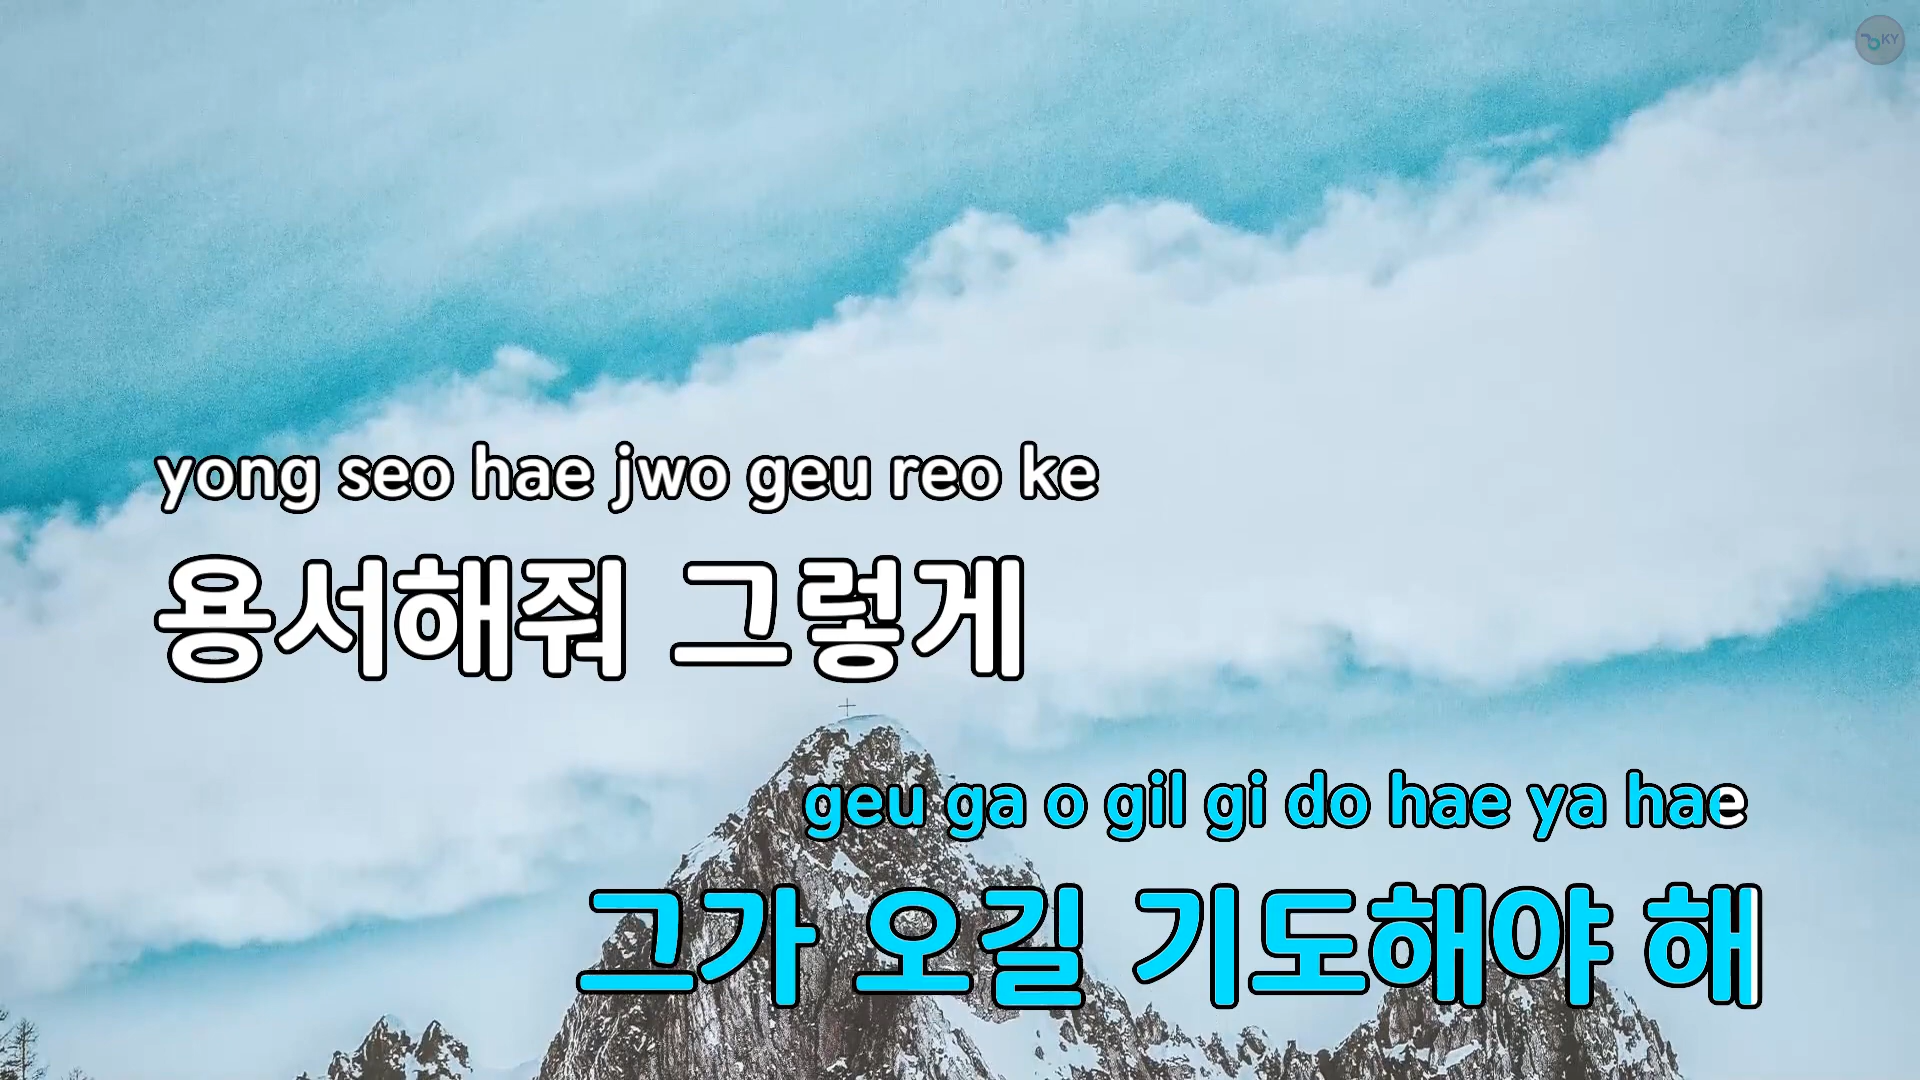 KY
yong seo hae jwo geu reo ke
용서해줘 그렇게
geu ga o gil gi do hae ya hae
그가 오길 기도해야 해